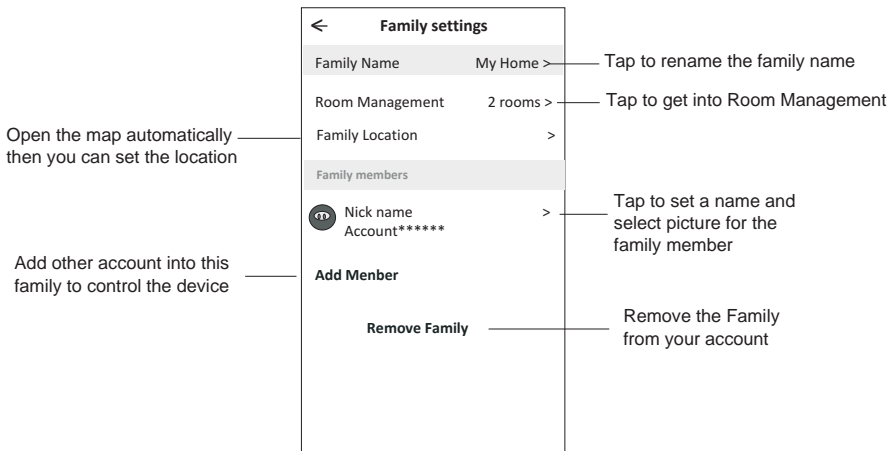 Family settings
Family Name My Home >
Tap to rename the family name
Room Management 2 rooms >
Tap to get into Room Management
Open the map automatically
then you can set the location
Family Location >
Family members
Nick name >
Account******
Tap to set a name and
select picture for the
family member
Add other account into this
family to control the device
Add Menber
Remove Family
Remove the Family
from your account